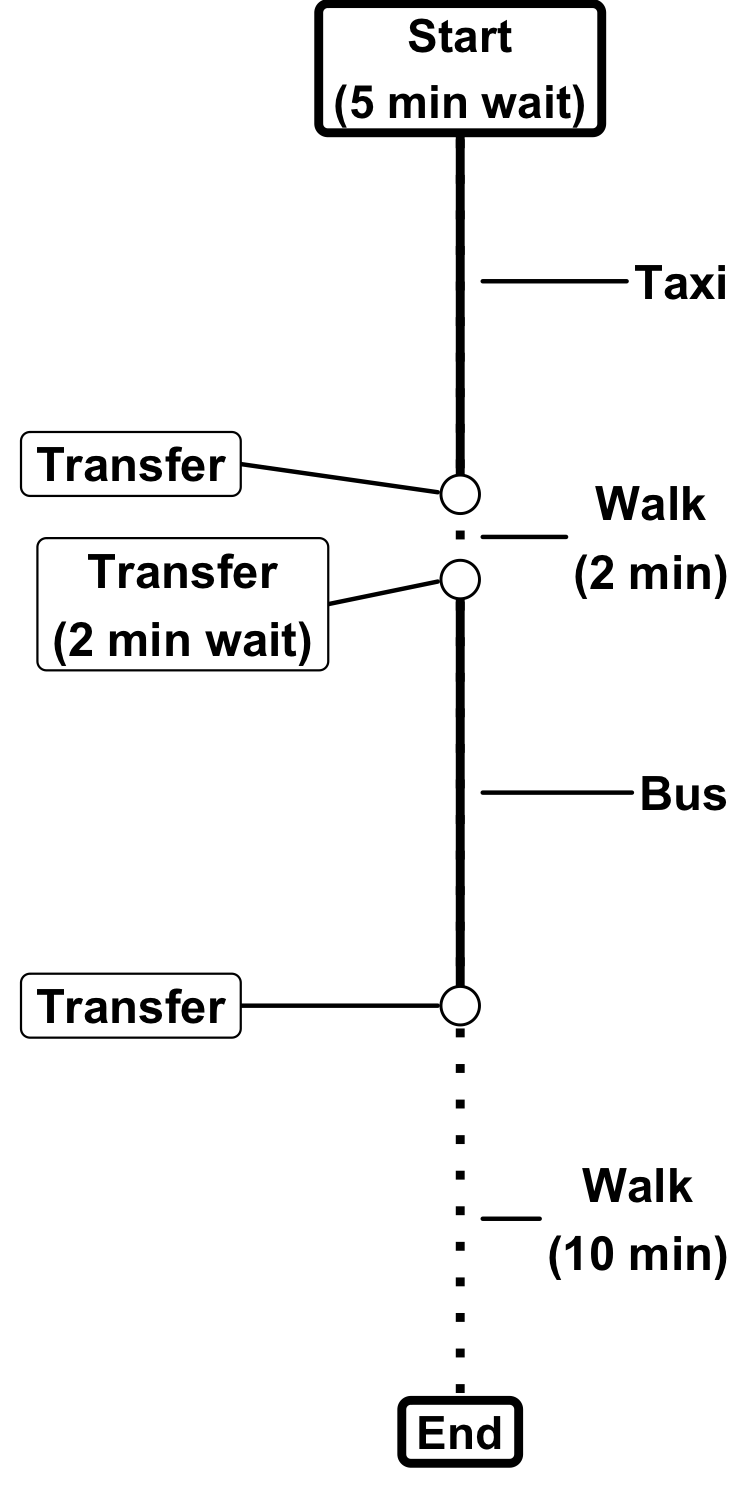 Start
(5 min wait)
Taxi
Transfer
Walk
(2 min)
Transfer
(2 min wait)
Bus
Transfer
Walk
(10 min)
End